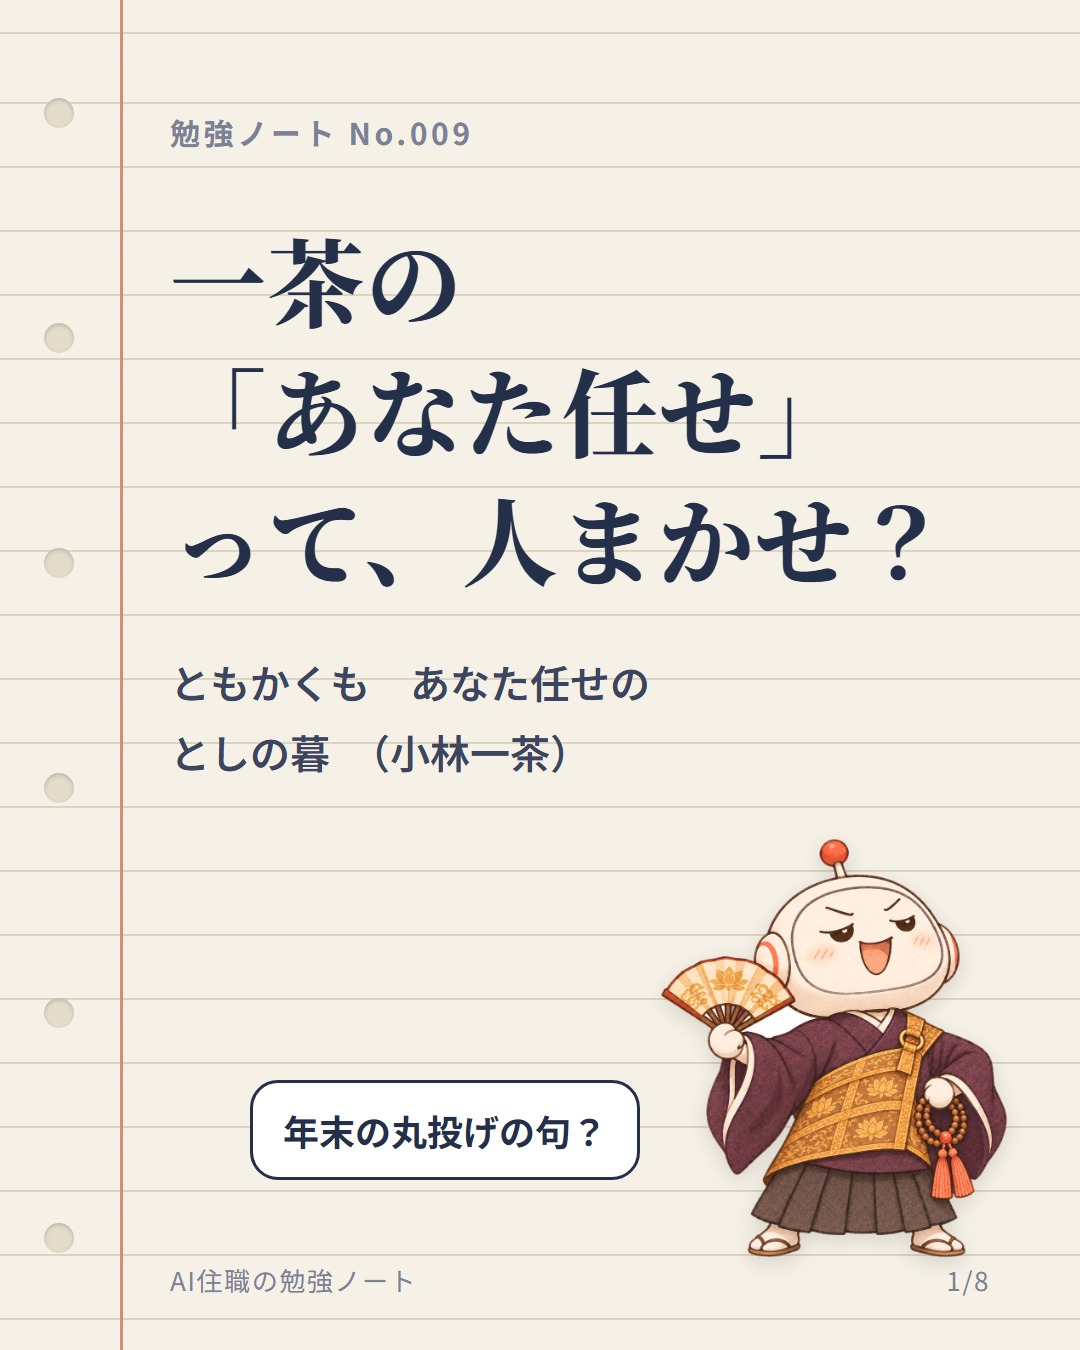 勉強ノート No.009
一茶の
「あなた任せ」
って、人まかせ？
ともかくも　あなた任せの
としの暮　（小林一茶）
年末の丸投げの句？
AI住職の勉強ノート
1/8